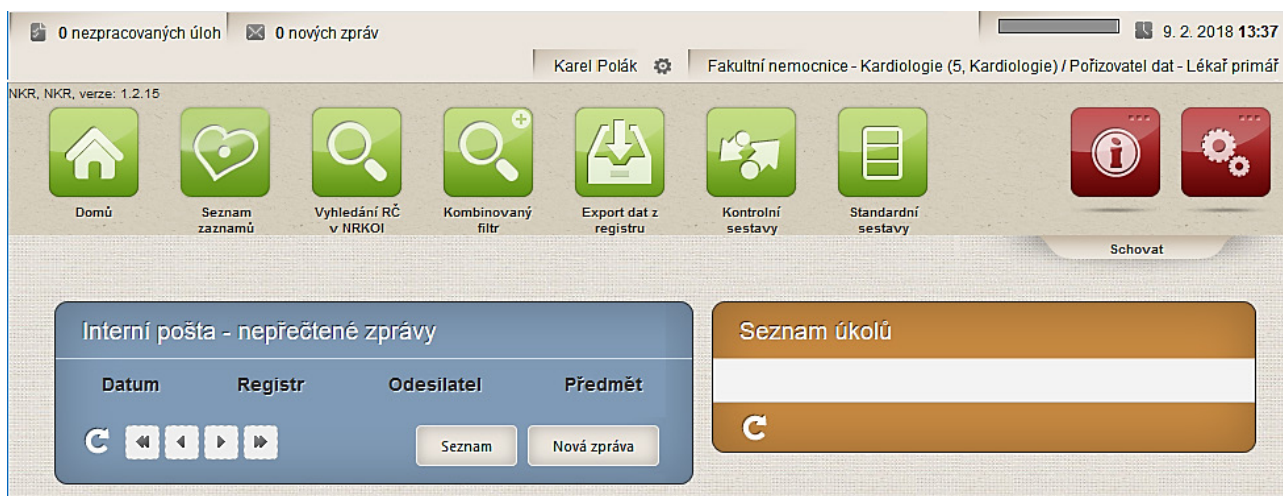 0 nezpracovaných úloh 0 nových zpráv 9. 2. 2018 13:37
Karel Polák Fakultní nemocnice - Kardiologie (5, Kardiologie) / Pořizovatel dat - Lékař primář
NKR, NKR, verze: 1.2.15
Domů
Seznam
zaznamů
Vyhledání RČ
v NRKOI
Kombinovaný
filtr
Export dat z
registru
Kontrolní
sestavy
Standardní
sestavy
Schovat
Interní pošta - nepřečtené zprávy
Datum Registr Odesilatel Předmět
Seznam Nová zpráva
Seznam úkolů